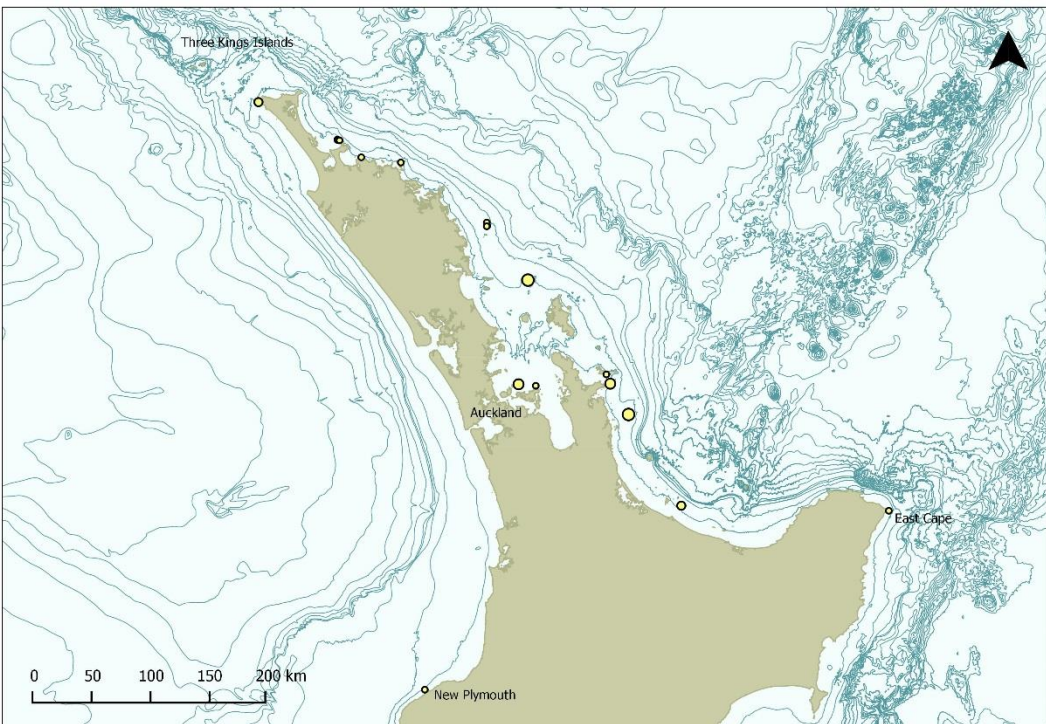 Three Kings Islands
Auckland
East Cape
0 50 100 150 200 km
New Plymouth